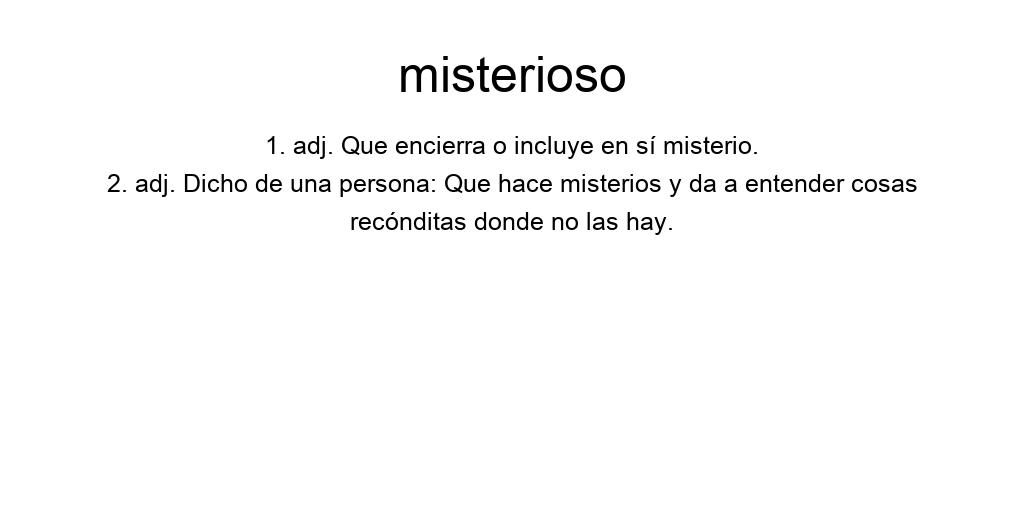 misterioso
1. adj. Que encierra o incluye en sí misterio.
2. adj. Dicho de una persona: Que hace misterios y da a entender cosas
recónditas donde no las hay.